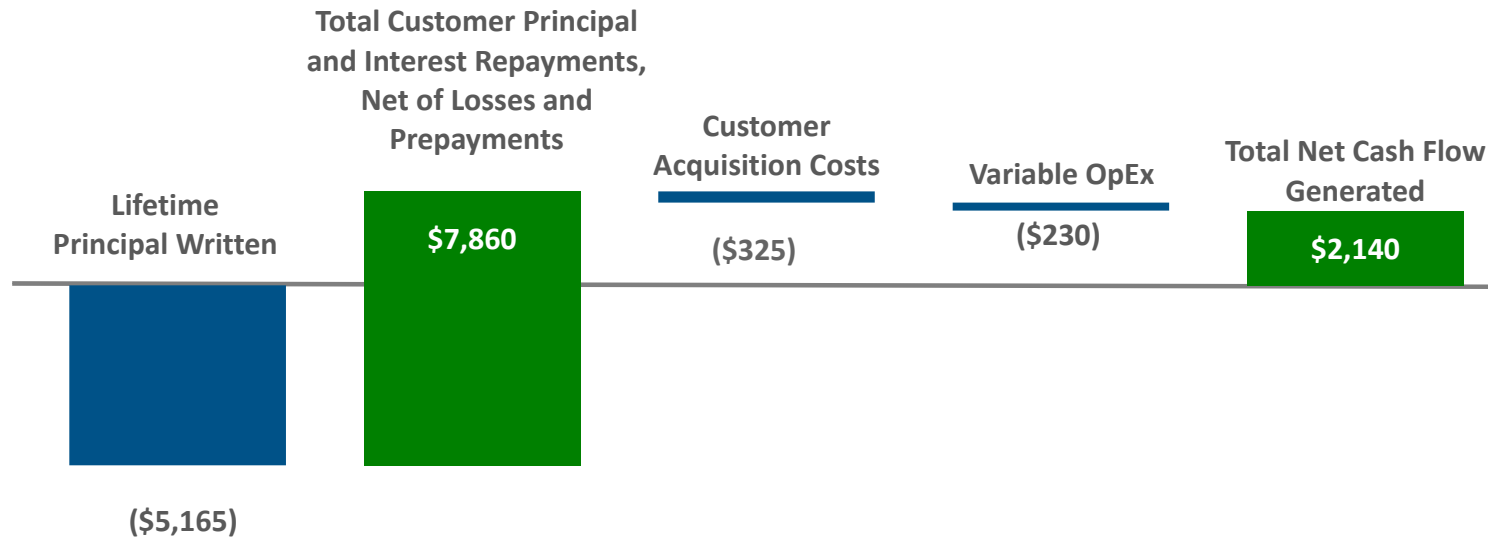 Lifetime
Principal Written
($5,165)
Total Customer Principal
and Interest Repayments,
Net of Losses and
Prepayments
$7,860
Customer
Acquisition Costs
($325)
Variable OpEx
($230)
Total Net Cash Flow
Generated
$2,140